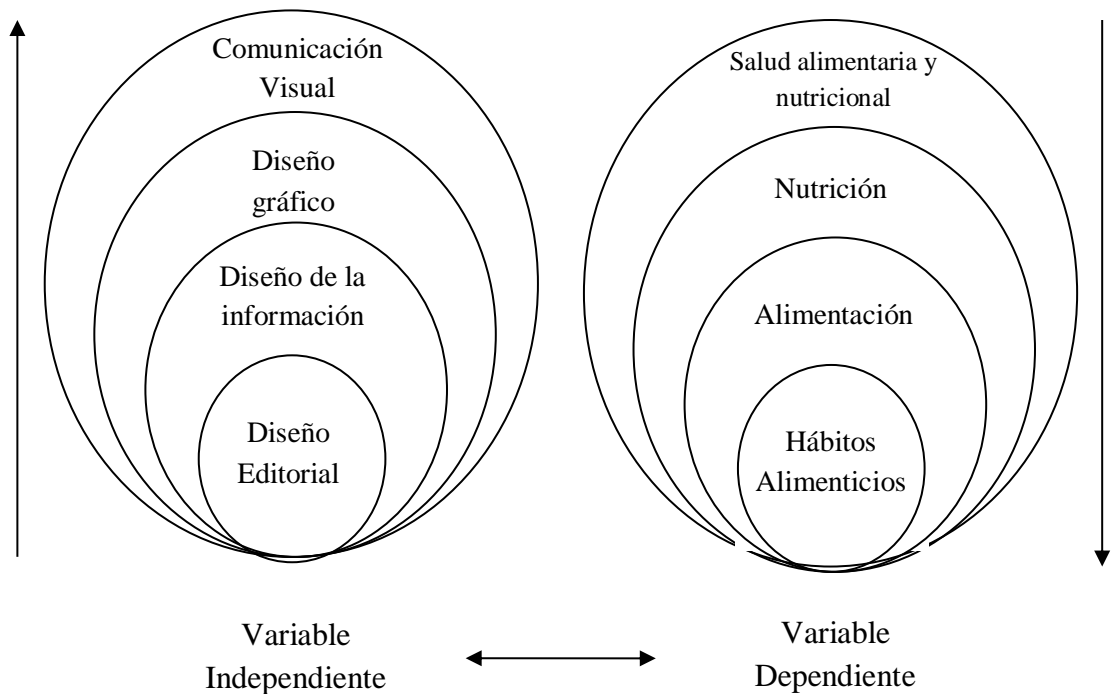 Comunicación
Visual
Diseño
gráfico
Diseño de la
información
Diseño
Editorial
Variable
Independiente
Salud alimentaria y
nutricional
Nutrición
Alimentación
Hábitos
Alimenticios
Variable
Dependiente